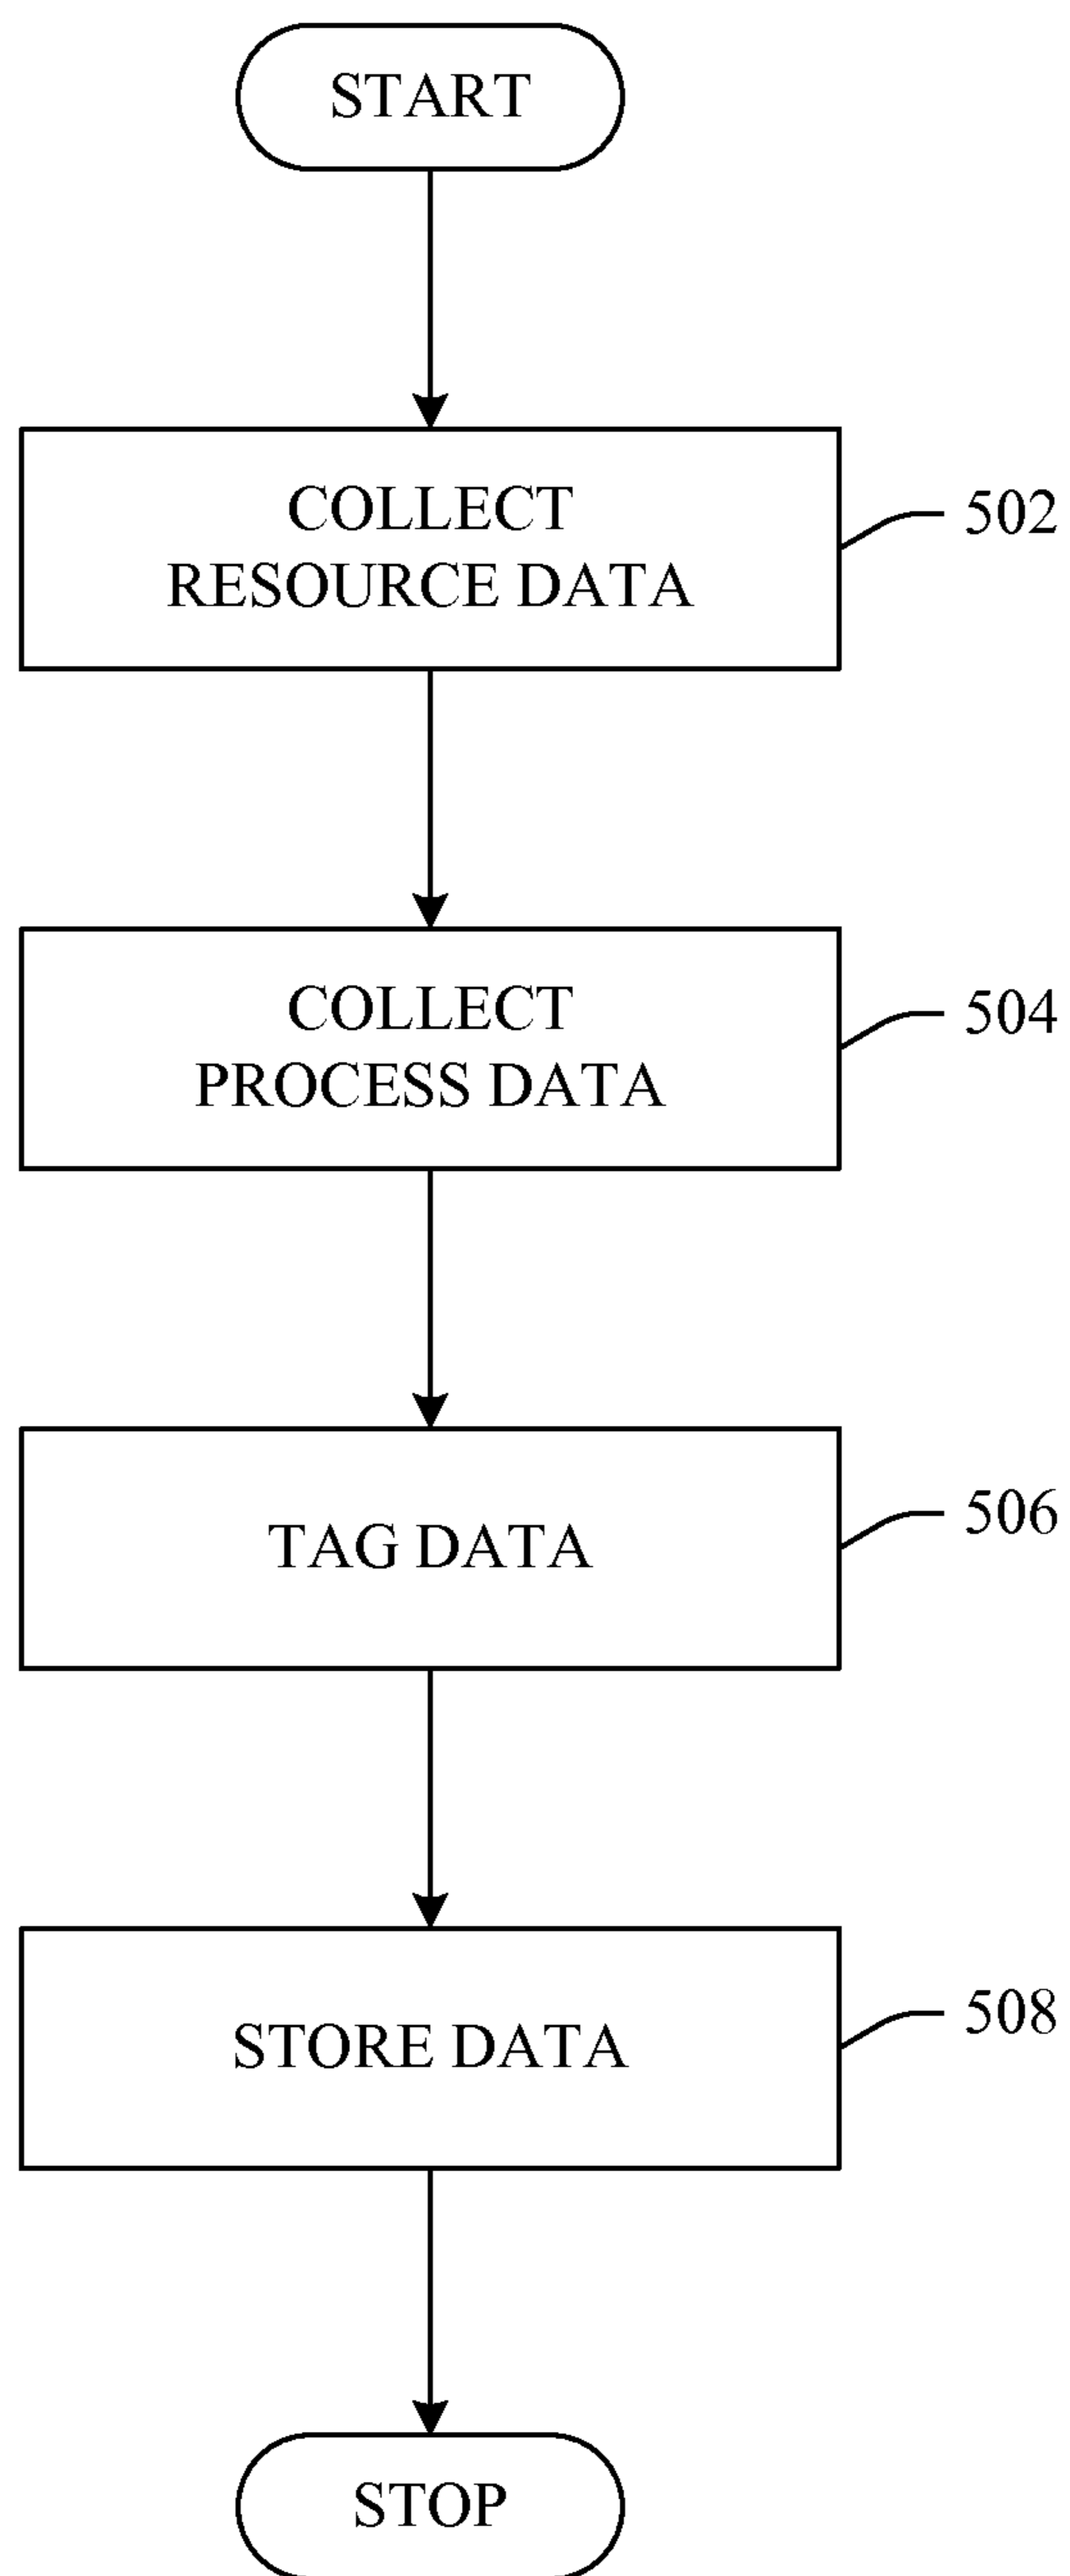 START
COLLECT
RESOURCE DATA
502
COLLECT
PROCESS DATA
504
TAG DATA
506
STORE DATA
508
STOP